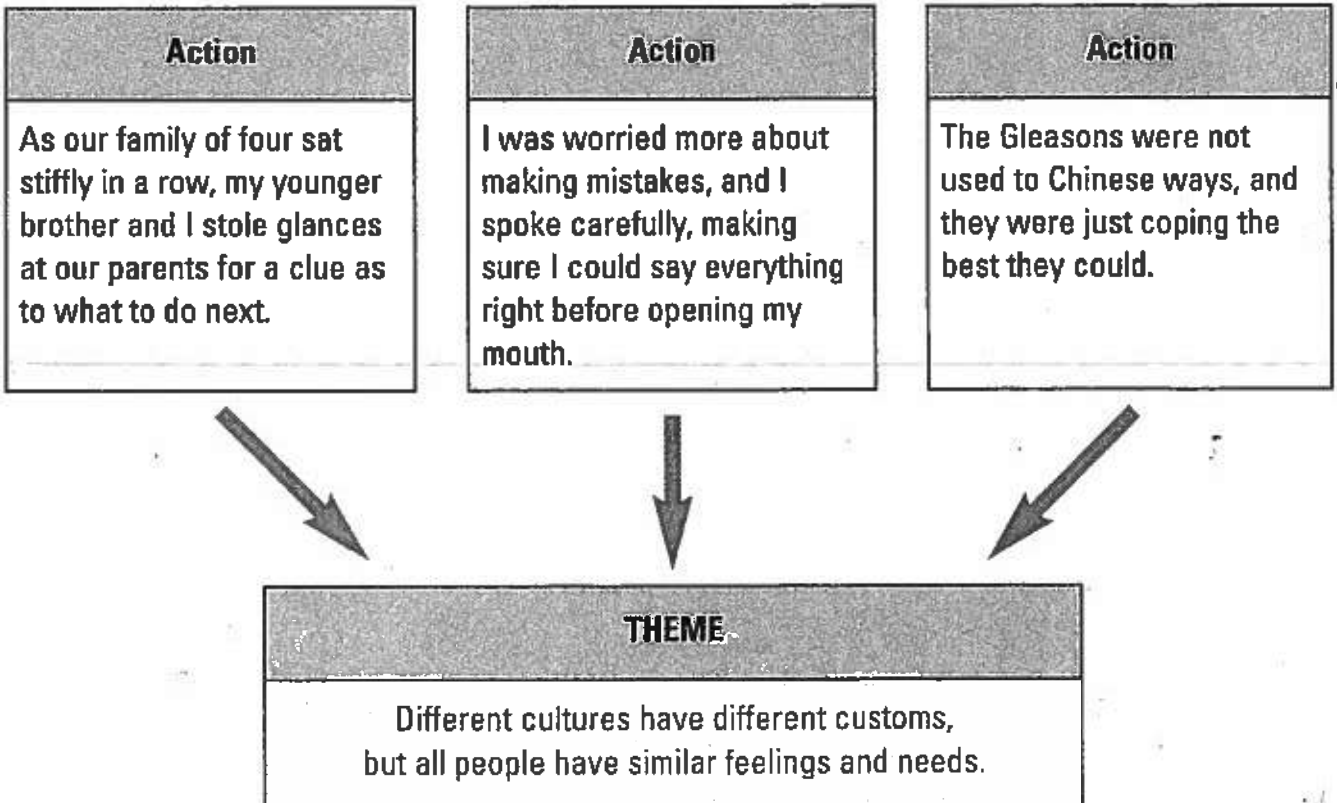 Action
As our family of four sat
stiffly in a row, my younger
brother and I stole glances
at our parents for a clue as
to what to do next.
Action
I was worried more about
making mistakes, and I
spoke carefully, making
sure I could say everything
right before opening my
mouth.
Action
The Gleasons were not
used to Chinese ways, and
they were just coping the
best they could.
THEME
Different cultures have different customs,
but all people have similar feelings and needs.